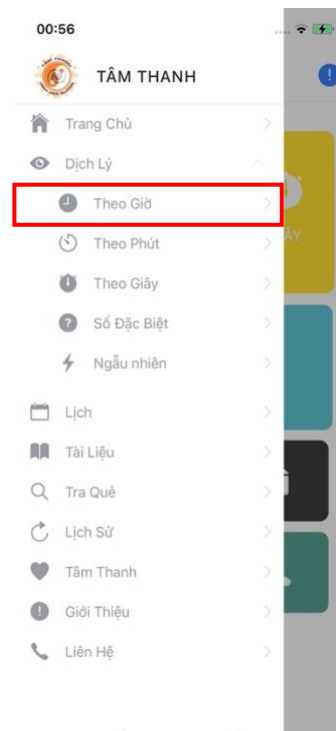 00:56
TÂM THANH
Trang Chủ
Dịch Lý
Theo Giờ
Theo Phút
ÂY
Theo Giây
Số Đặc Biệt
Ngẫu nhiên
Lịch
Tài Liệu
Tra Quẻ
Lịch Sử
Tâm Thanh
Giới Thiệu
Liên Hệ